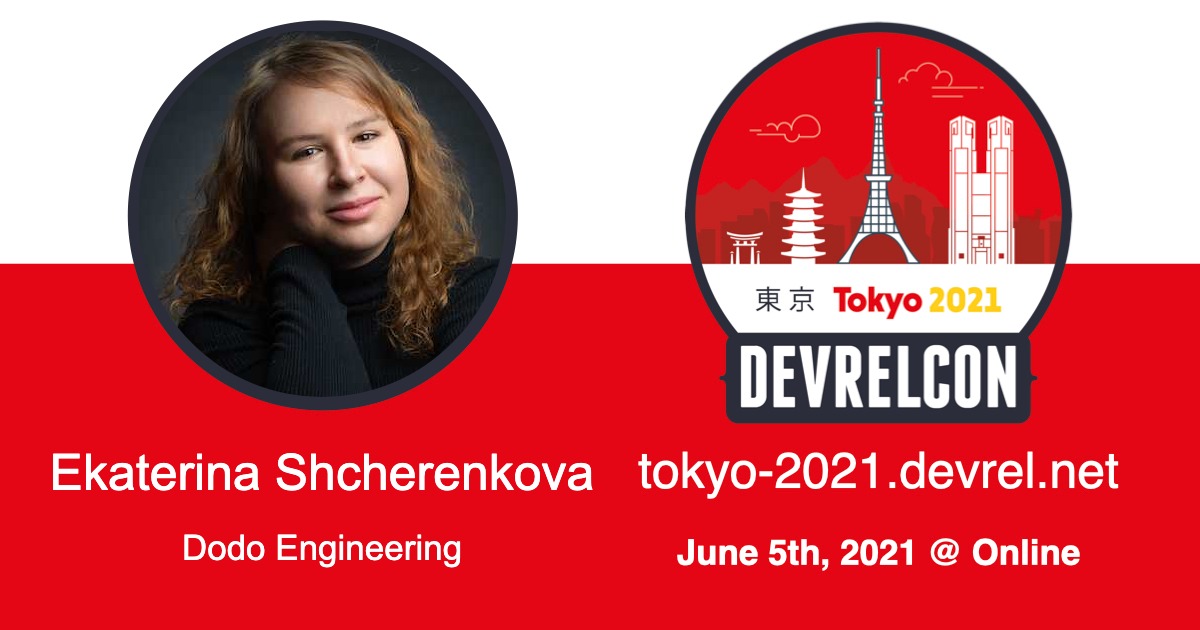 東京 Tokyo 2021
DEVRELCON
Ekaterina Shcherenkova
Dodo Engineering
tokyo-2021.devrel.net
June 5th, 2021 @ Online